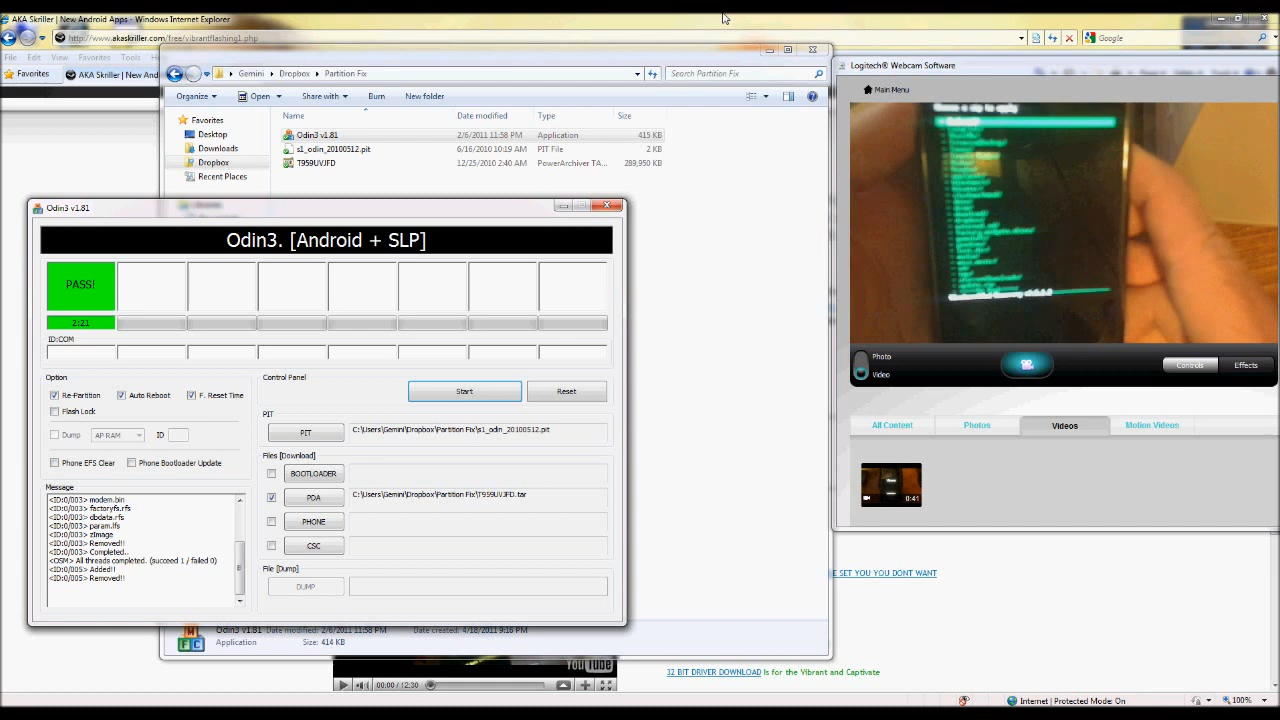 AKA Skriller | New Android Apps - Windows Internet Explorer
http://www.akaskriller.com/free/vibrantflashing1.php
Google
File Edit View Favorites Tools
Favorites AKA Skriller | New And
Gemini Dropbox Partition Fix
Search Partition Fix
Organize Open Share with Burn New folder
Favorites
Desktop
Downloads
Dropbox
Recent Places
Name Date modified Type Size
Odin3 v1.81 2/6/2011 11:58 PM Application 415 KB
s1_odin_20100512.pit 6/16/2010 10:19 AM PIT File 2 KB
T959UVJFD 12/25/2010 2:40 AM PowerArchiver TA... 289,950 KB
Odin3 v1.81
Odin3. [Android + SLP]
PASS!
2:21
ID:COM
Option
Re-Partition Auto Reboot F. Reset Time
Flash Lock
Dump AP RAM ID
Phone EFS Clear Phone Bootloader Update
Message
<ID:0/003> modem.bin
<ID:0/003> factoryfs.rfs
<ID:0/003> dbdata.rfs
<ID:0/003> param.lfs
<ID:0/003> zImage
<ID:0/003> Removed!!
<ID:0/003> Completed..
<OSM> All threads completed. (succeed 1 / failed 0)
<ID:0/005> Added!!
<ID:0/005> Removed!!
Control Panel
Start Reset
PIT
PIT C:\Users\Gemini\Dropbox\Partition Fix\s1_odin_20100512.pit
Files [Download]
BOOTLOADER
PDA C:\Users\Gemini\Dropbox\Partition Fix\T959UVJFD.tar
PHONE
CSC
File [Dump]
DUMP
Odin3 v1.81 Date modified: 2/6/2011 11:58 PM Date created: 4/18/2011 9:16 PM
Application Size: 414 KB
Logitech® Webcam Software
Main Menu
Photo
Video
Controls Effects
All Content Photos Videos Motion Videos
0:41
E SET YOU YOU DONT WANT
YouTube
32 BIT DRIVER DOWNLOAD Is for the Vibrant and Captivate
00:00 / 12:30
Internet | Protected Mode: On
100%